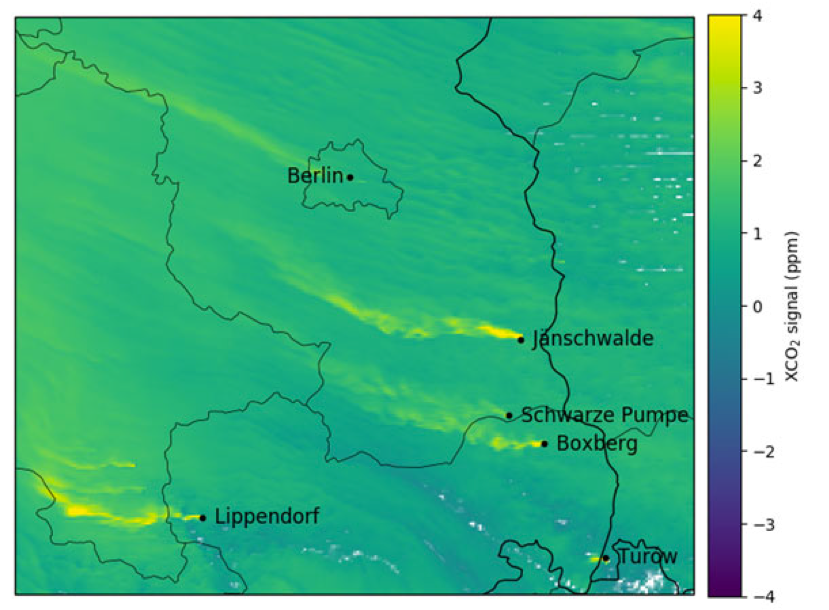 Berlin
Jänschwalde
Schwarze Pumpe
Boxberg
Lippendorf
Turow
4
3
2
1
0
−1
−2
−3
−4
XCO₂ signal (ppm)